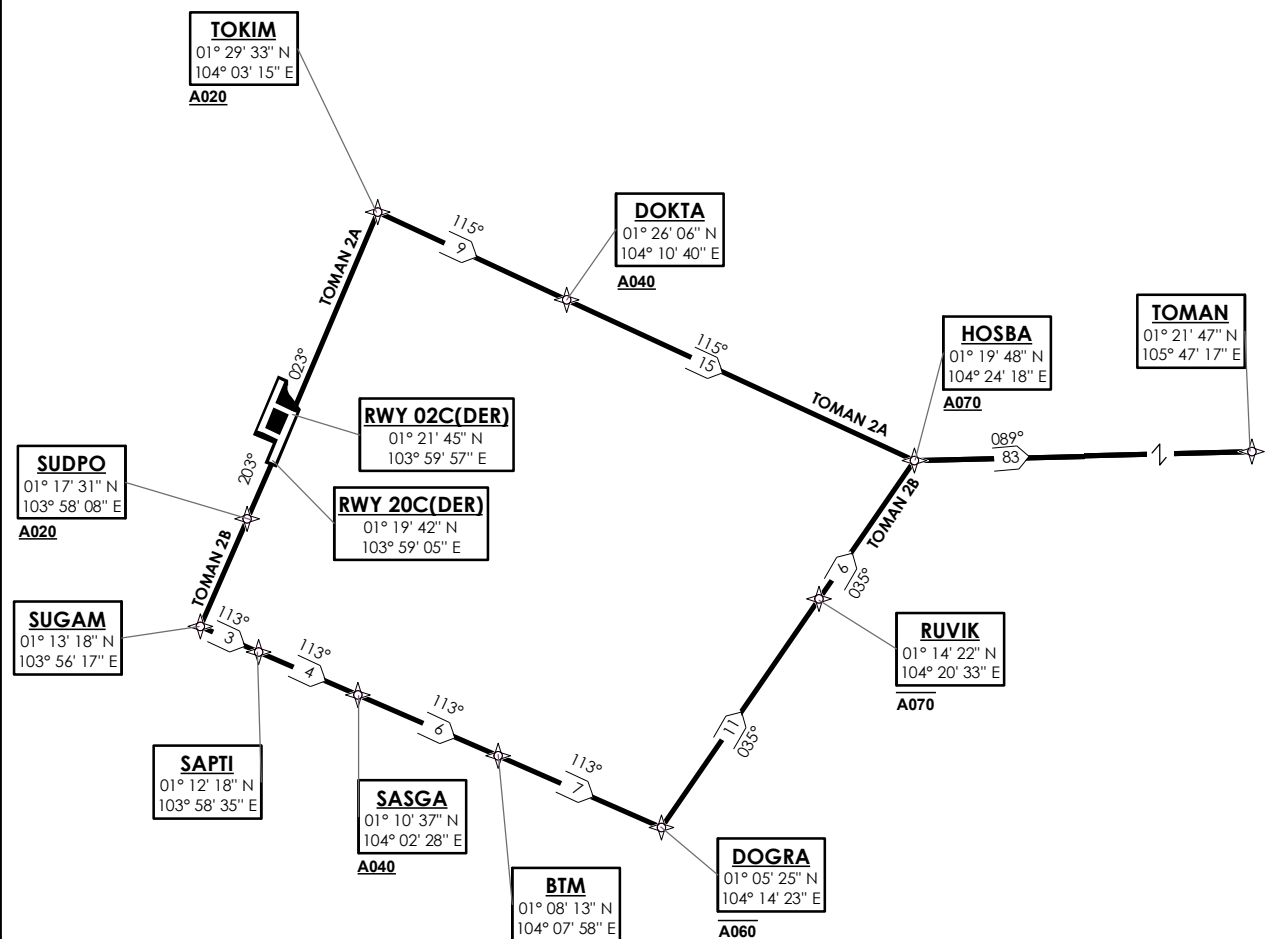 TOKIM
01° 29' 33" N
104° 03' 15" E
A020
TOMAN 2A
023°
115°
9
DOKTA
01° 26' 06" N
104° 10' 40" E
A040
115°
15
TOMAN 2A
HOSBA
01° 19' 48" N
104° 24' 18" E
A070
TOMAN
01° 21' 47" N
105° 47' 17" E
089°
83
RWY 02C(DER)
01° 21' 45" N
103° 59' 57" E
RWY 20C(DER)
01° 19' 42" N
103° 59' 05" E
203°
SUDPO
01° 17' 31" N
103° 58' 08" E
A020
TOMAN 2B
SUGAM
01° 13' 18" N
103° 56' 17" E
113°
3
SAPTI
01° 12' 18" N
103° 58' 35" E
113°
4
SASGA
01° 10' 37" N
104° 02' 28" E
A040
113°
6
BTM
01° 08' 13" N
104° 07' 58" E
113°
7
DOGRA
01° 05' 25" N
104° 14' 23" E
A060
11
035°
RUVIK
01° 14' 22" N
104° 20' 33" E
A070
6
035°
TOMAN 2B